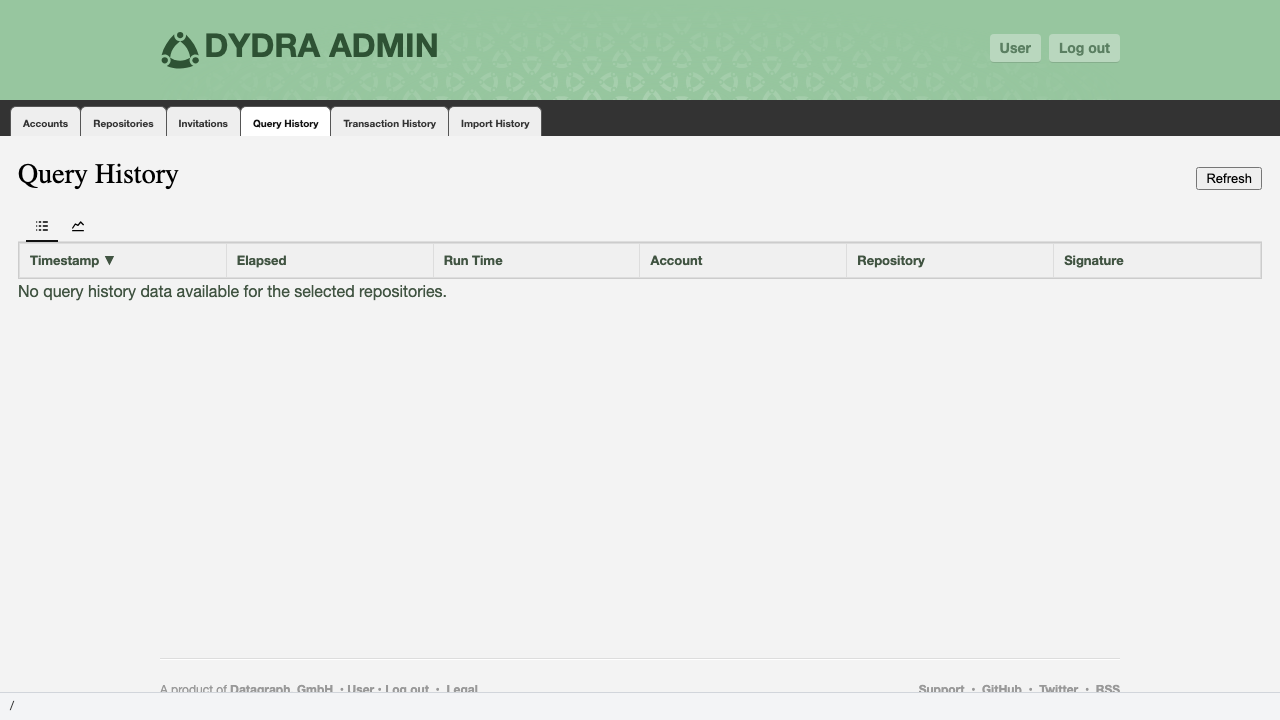 DYDRA ADMIN
User
Log out
Accounts
Repositories
Invitations
Query History
Transaction History
Import History
Query History
Refresh
Timestamp ▼
Elapsed
Run Time
Account
Repository
Signature
No query history data available for the selected repositories.
A product of Datagraph, GmbH • User • Log out • Legal
Support • GitHub • Twitter • RSS
/